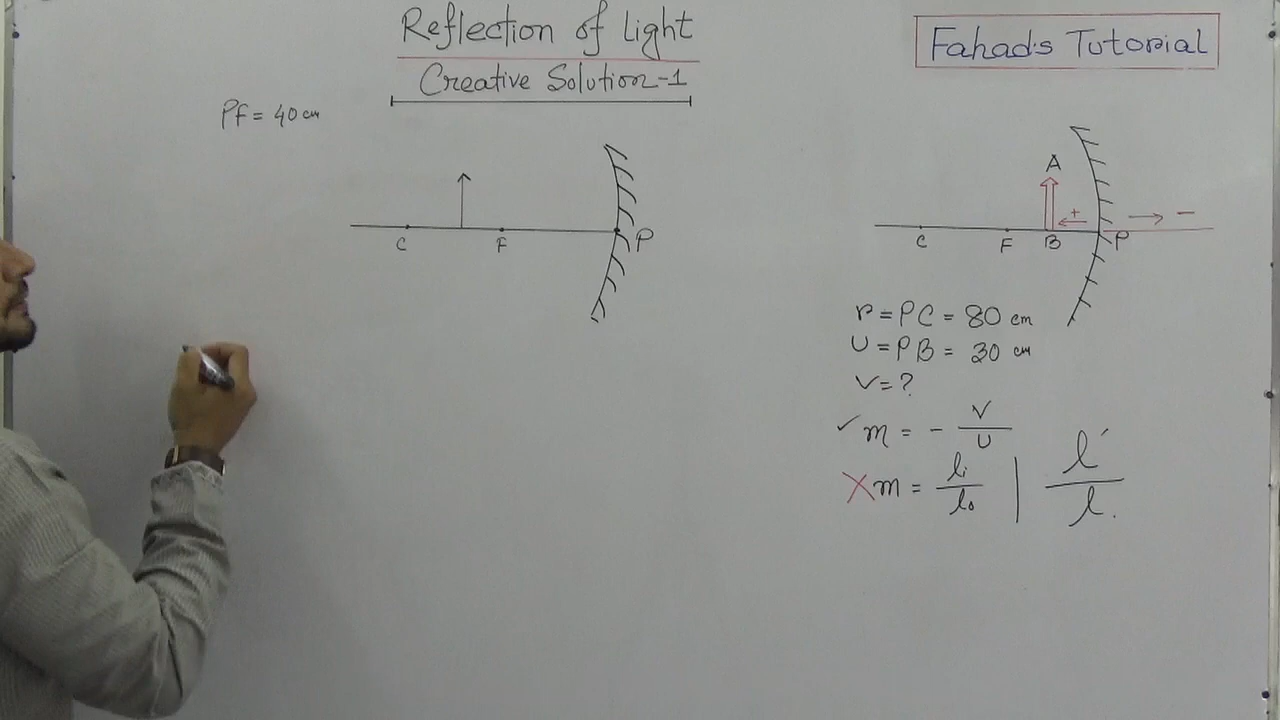 Reflection of Light
Creative Solution-1
Fahad's Tutorial
PF = 40 cm
C F P
A
+ -
C F B P
r = PC = 80 cm
U = PB = 30 cm
V = ?
✓ m = - V/U
X m = li/lo | l´/l.